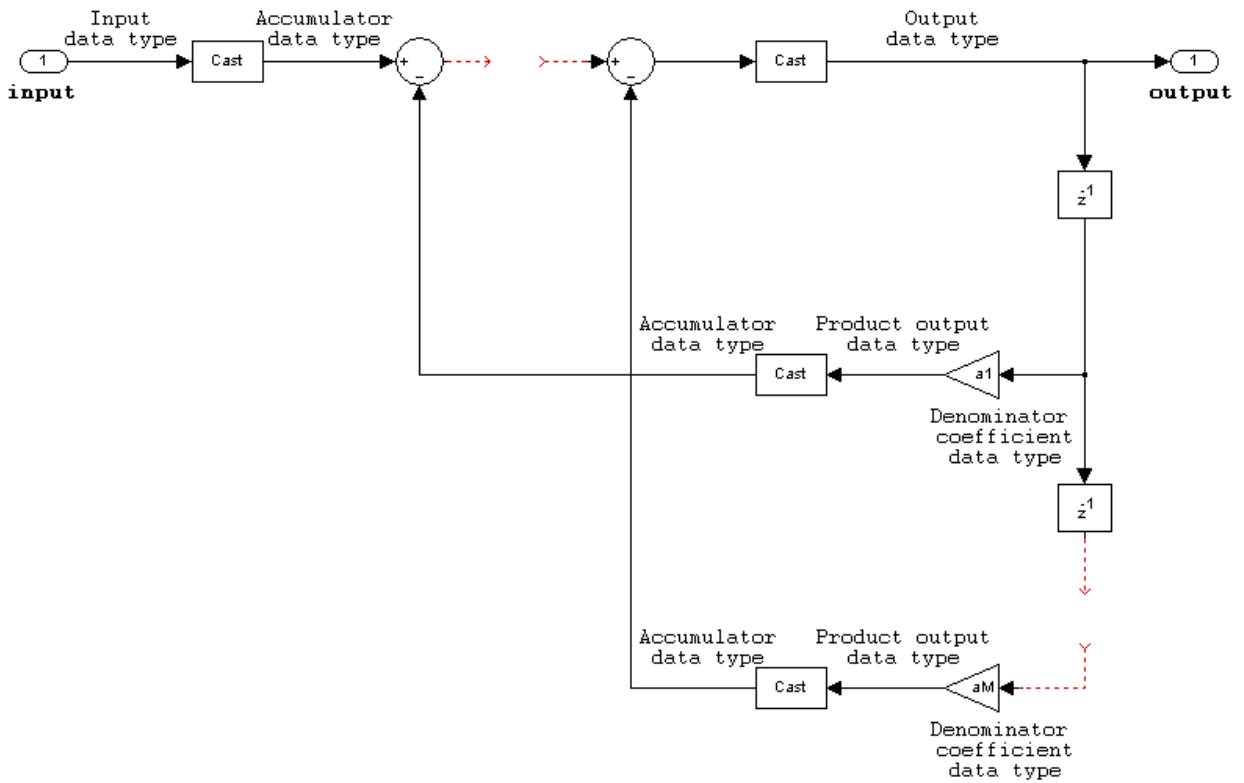 Input
data type
Accumulator
data type
Output
data type
1
Cast
+
−
+
−
Cast
1
input
output
z-1
Accumulator
data type
Product output
data type
Cast
a1
Denominator
coefficient
data type
z-1
Accumulator
data type
Product output
data type
Cast
aM
Denominator
coefficient
data type